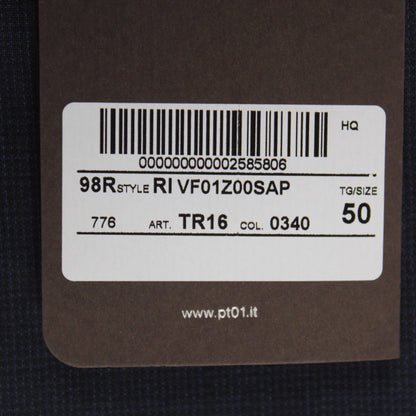 HQ
000000000002585806
98R STYLE RI VF01Z00SAP TG/SIZE
776 ART. TR16 COL. 0340 50
www.pt01.it